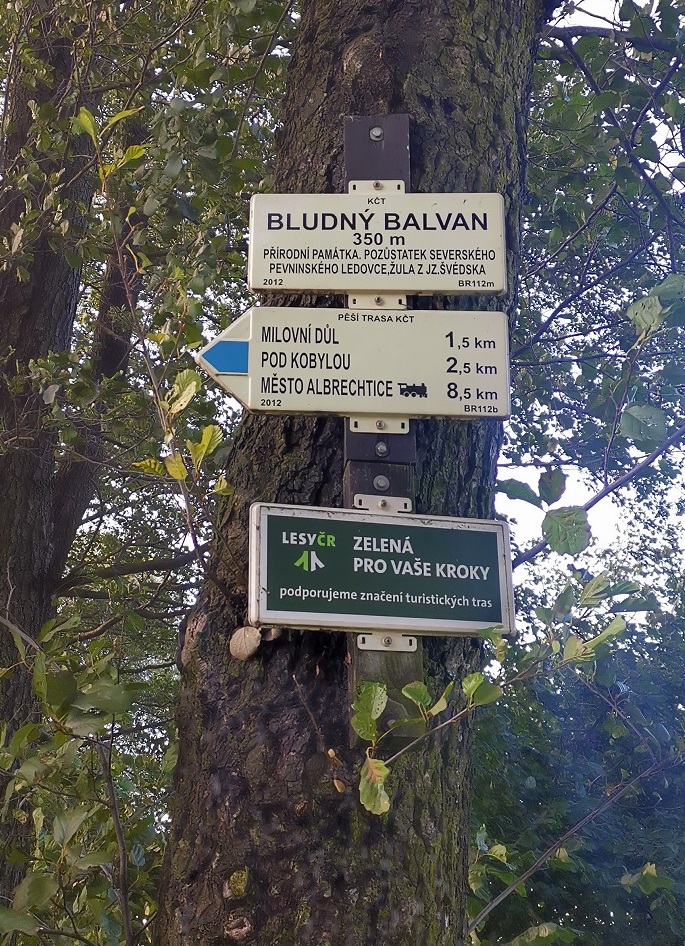 KČT
BLUDNÝ BALVAN
350 m
PŘÍRODNÍ PAMÁTKA. POZŮSTATEK SEVERSKÉHO
PEVNINSKÉHO LEDOVCE,ŽULA Z JZ.ŠVÉDSKA
2012 BR112m
PĚŠÍ TRASA KČT
MILOVNÍ DŮL 1,5 km
POD KOBYLOU 2,5 km
MĚSTO ALBRECHTICE 8,5 km
2012 BR112b
LESYČR ZELENÁ
PRO VAŠE KROKY
podporujeme značení turistických tras